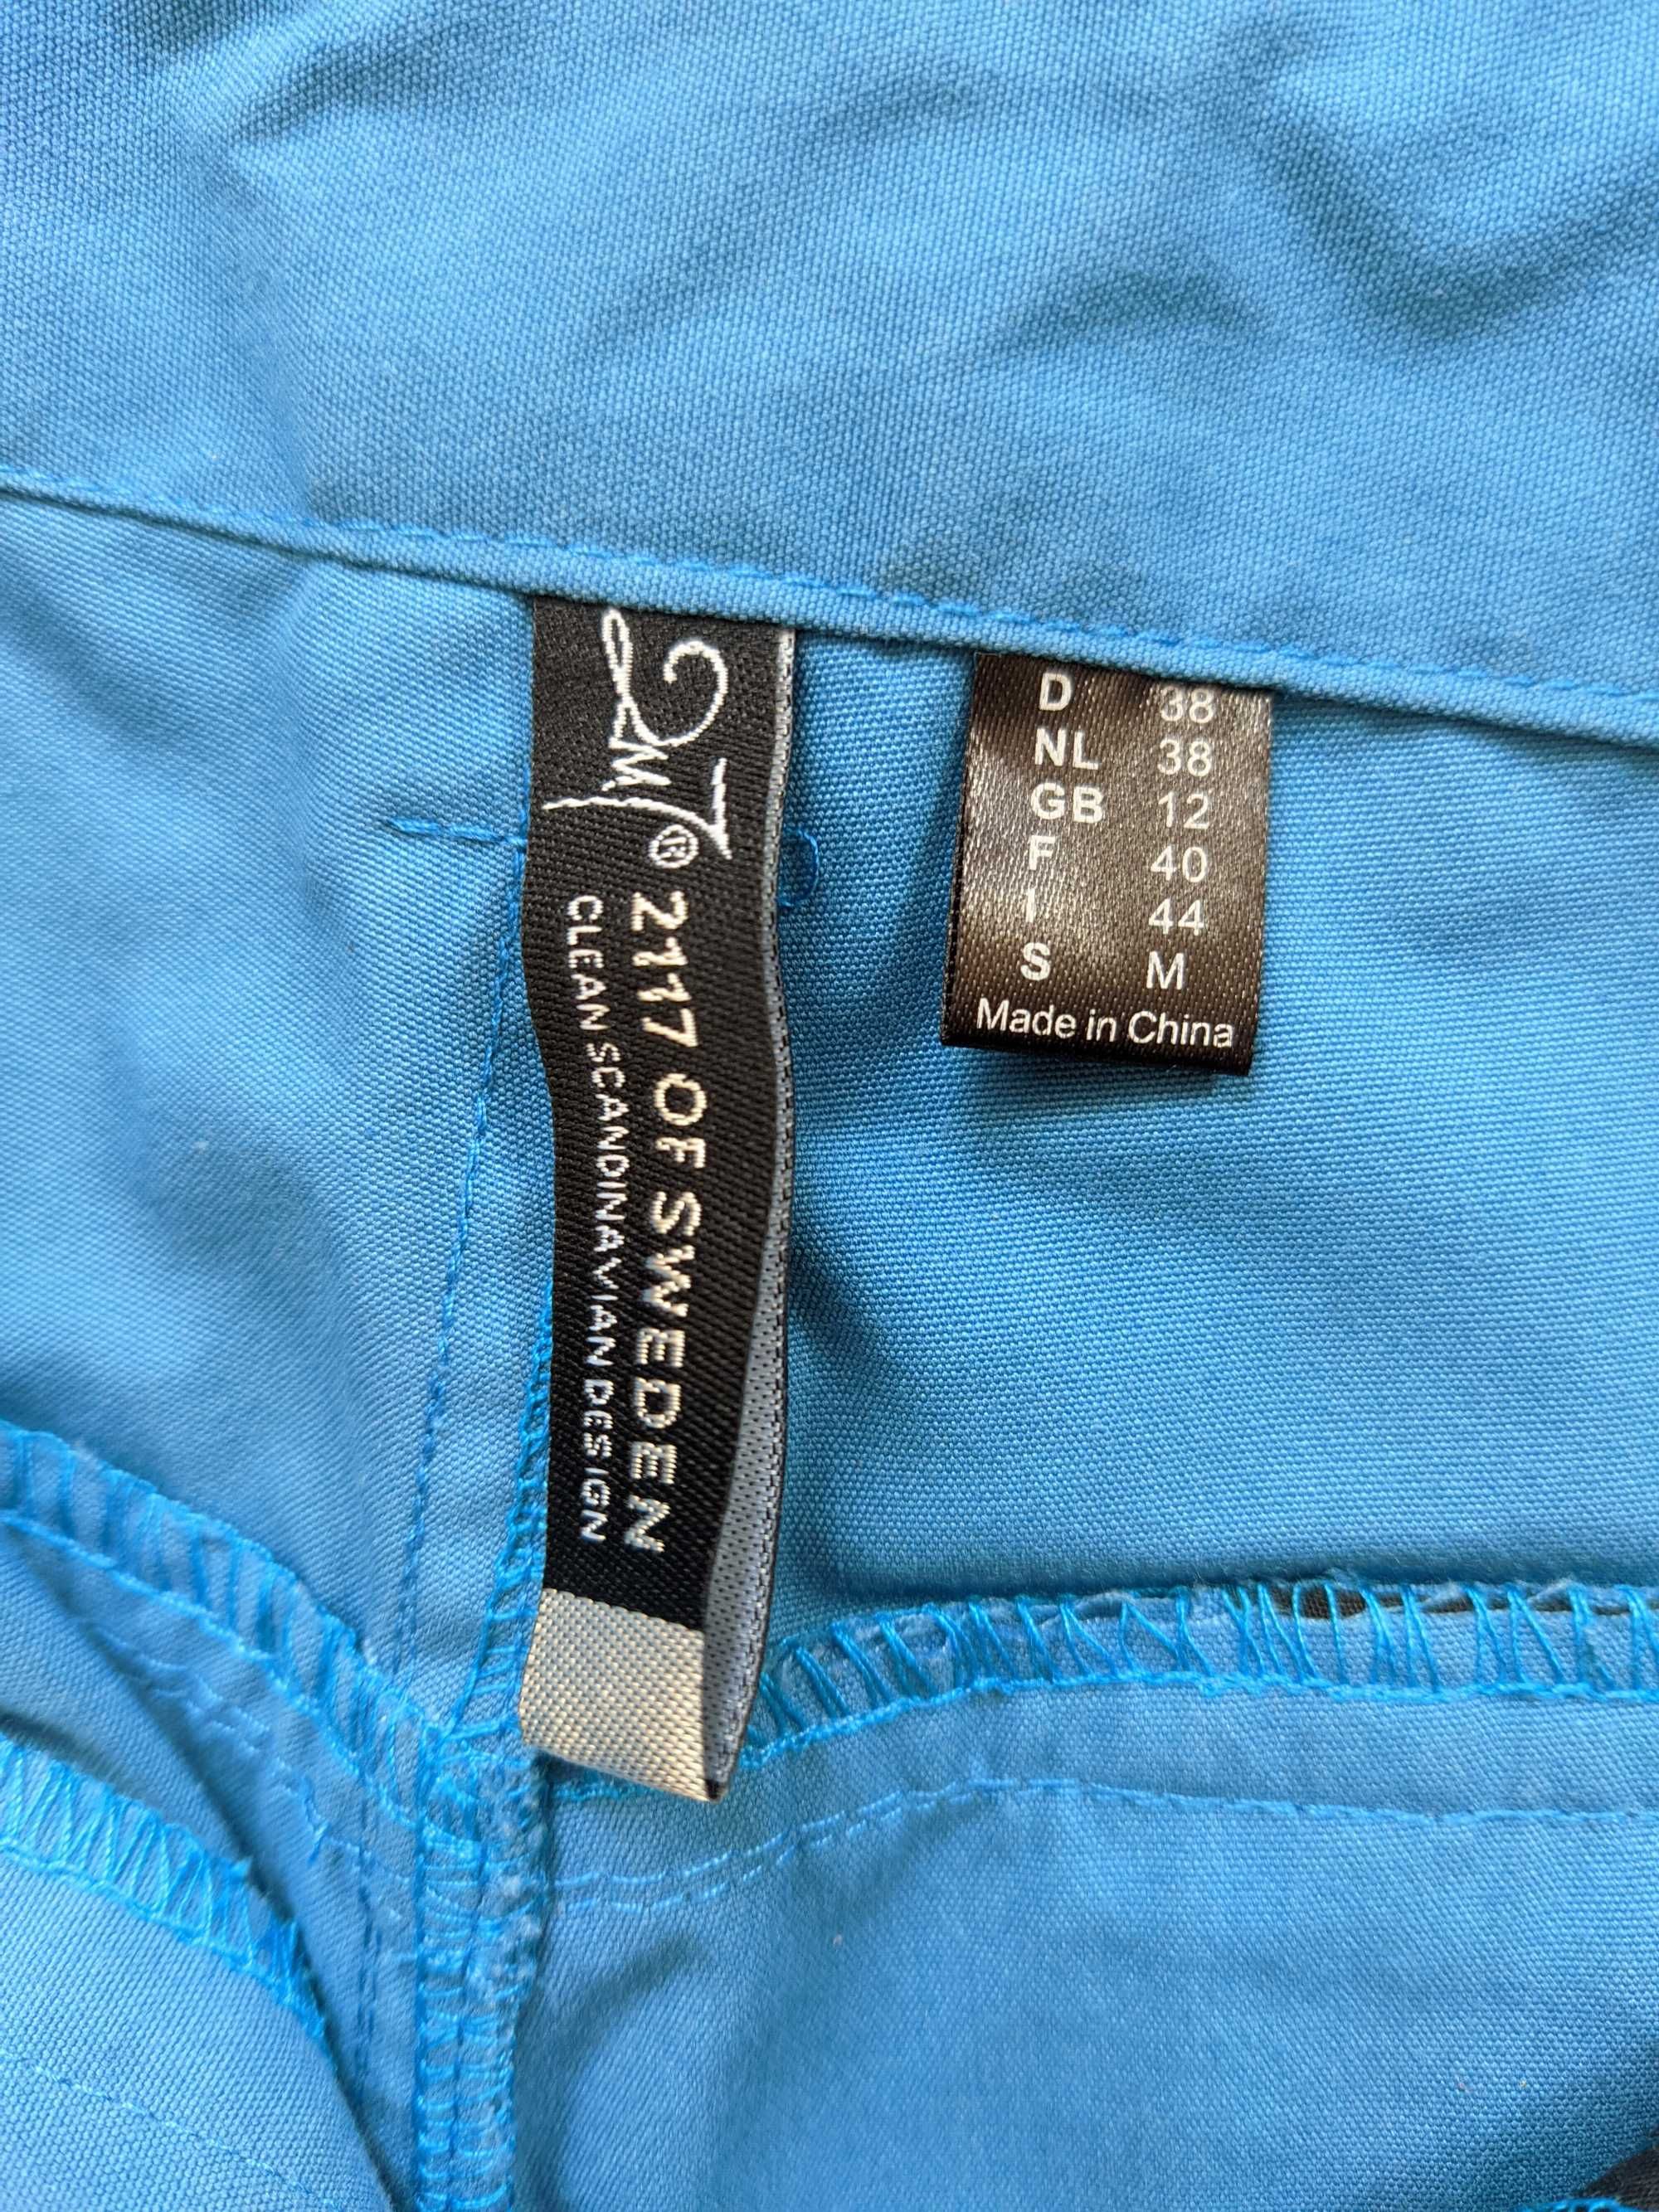 2117 OF SWEDEN
CLEAN SCANDINAVIAN DESIGN
D 38
NL 38
GB 12
F 40
I 44
S M
Made in China